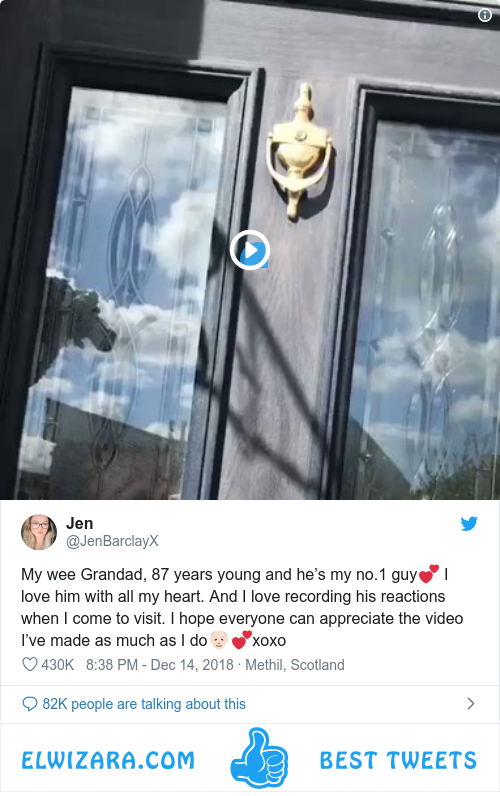 Jen
@JenBarclayX
My wee Grandad, 87 years young and he's my no.1 guy💕 I
love him with all my heart. And I love recording his reactions
when I come to visit. I hope everyone can appreciate the video
I've made as much as I do👴🏻💕xoxo
430K 8:38 PM - Dec 14, 2018 · Methil, Scotland
82K people are talking about this
ELWIZARA.COM BEST TWEETS